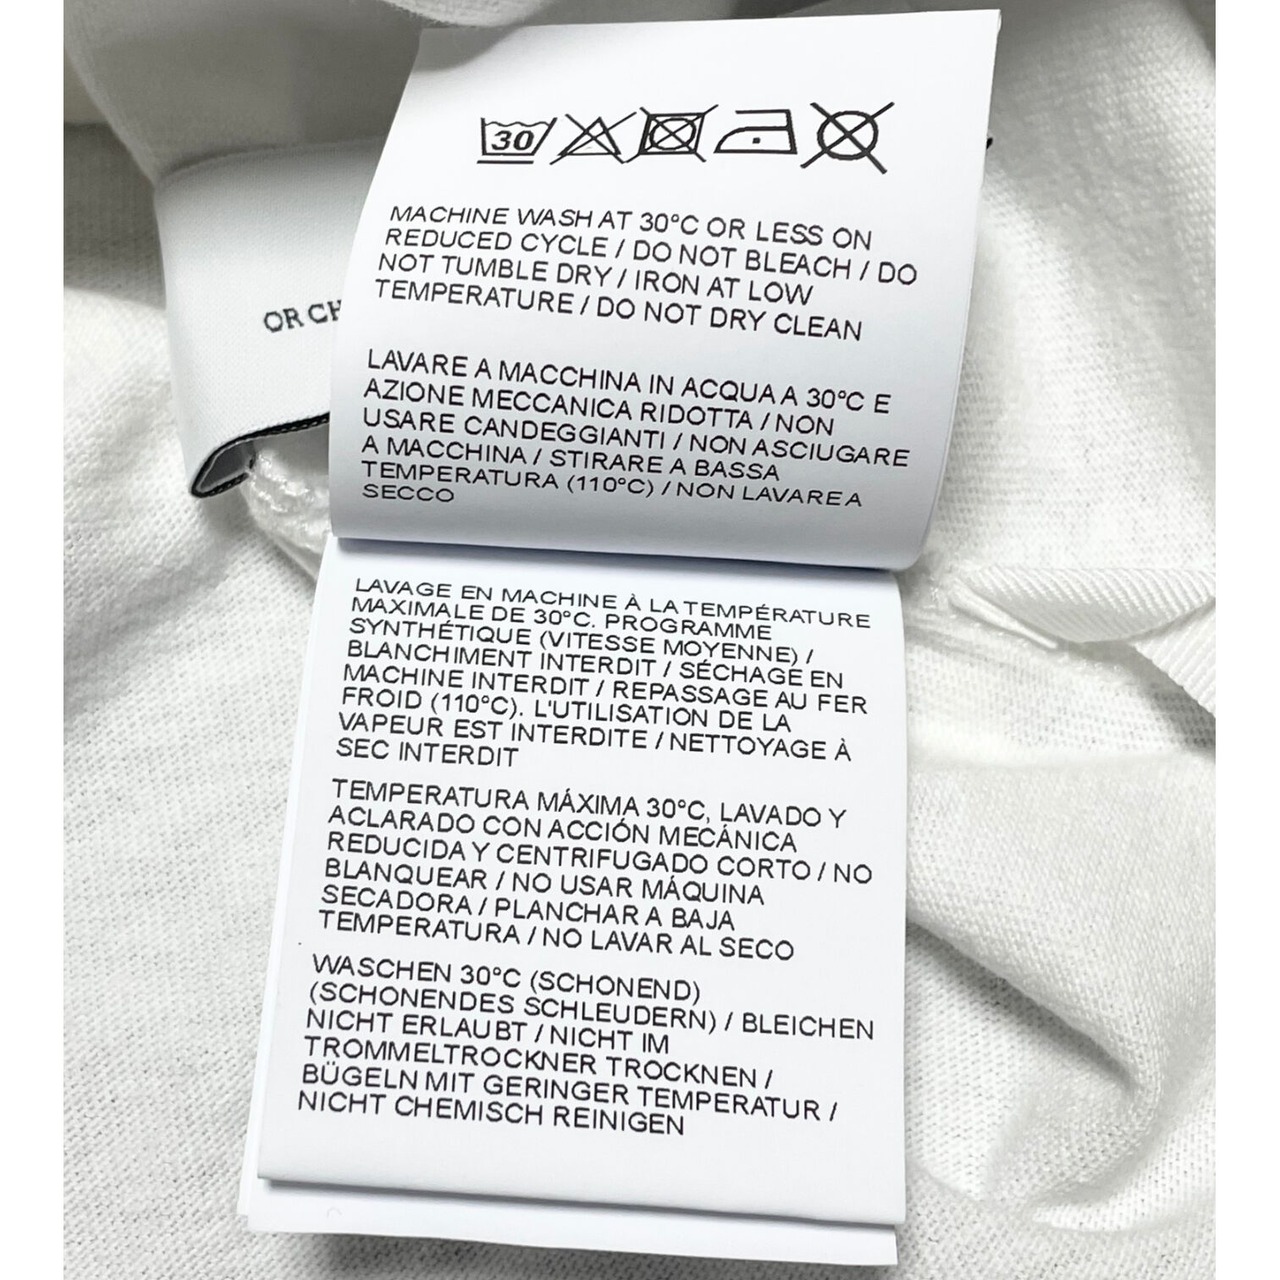 30
MACHINE WASH AT 30°C OR LESS ON
REDUCED CYCLE / DO NOT BLEACH / DO
NOT TUMBLE DRY / IRON AT LOW
TEMPERATURE / DO NOT DRY CLEAN
OR CH
LAVARE A MACCHINA IN ACQUA A 30°C E
AZIONE MECCANICA RIDOTTA / NON
USARE CANDEGGIANTI / NON ASCIUGARE
A MACCHINA / STIRARE A BASSA
TEMPERATURA (110°C) / NON LAVARE A
SECCO
LAVAGE EN MACHINE À LA TEMPÉRATURE
MAXIMALE DE 30°C. PROGRAMME
SYNTHÉTIQUE (VITESSE MOYENNE) /
BLANCHIMENT INTERDIT / SÉCHAGE EN
MACHINE INTERDIT / REPASSAGE AU FER
FROID (110°C). L'UTILISATION DE LA
VAPEUR EST INTERDITE / NETTOYAGE À
SEC INTERDIT
TEMPERATURA MÁXIMA 30°C, LAVADO Y
ACLARADO CON ACCIÓN MECÁNICA
REDUCIDA Y CENTRIFUGADO CORTO / NO
BLANQUEAR / NO USAR MÁQUINA
SECADORA / PLANCHAR A BAJA
TEMPERATURA / NO LAVAR AL SECO
WASCHEN 30°C (SCHONEND)
(SCHONENDES SCHLEUDERN) / BLEICHEN
NICHT ERLAUBT / NICHT IM
TROMMELTROCKNER TROCKNEN /
BÜGELN MIT GERINGER TEMPERATUR /
NICHT CHEMISCH REINIGEN